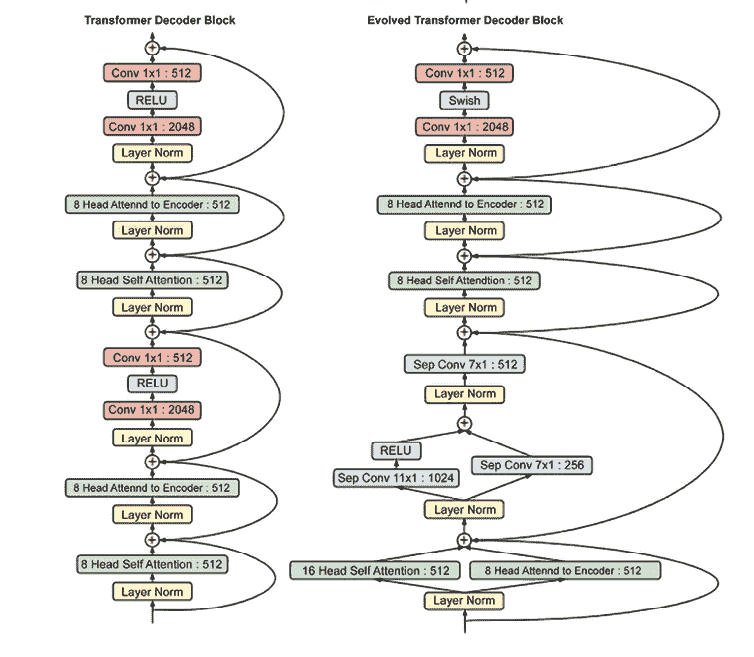 Transformer Decoder Block
Conv 1x1 : 512
RELU
Conv 1x1 : 2048
Layer Norm
8 Head Attennd to Encoder : 512
Layer Norm
8 Head Self Attention : 512
Layer Norm
Conv 1x1 : 512
RELU
Conv 1x1 : 2048
Layer Norm
8 Head Attennd to Encoder : 512
Layer Norm
8 Head Self Attention : 512
Layer Norm
Evolved Transformer Decoder Block
Conv 1x1 : 512
Swish
Conv 1x1 : 2048
Layer Norm
8 Head Attennd to Encoder : 512
Layer Norm
8 Head Self Attendtion : 512
Layer Norm
Sep Conv 7x1 : 512
Layer Norm
RELU
Sep Conv 11x1 : 1024
Sep Conv 7x1 : 256
Layer Norm
16 Head Self Attention : 512
8 Head Attennd to Encoder : 512
Layer Norm